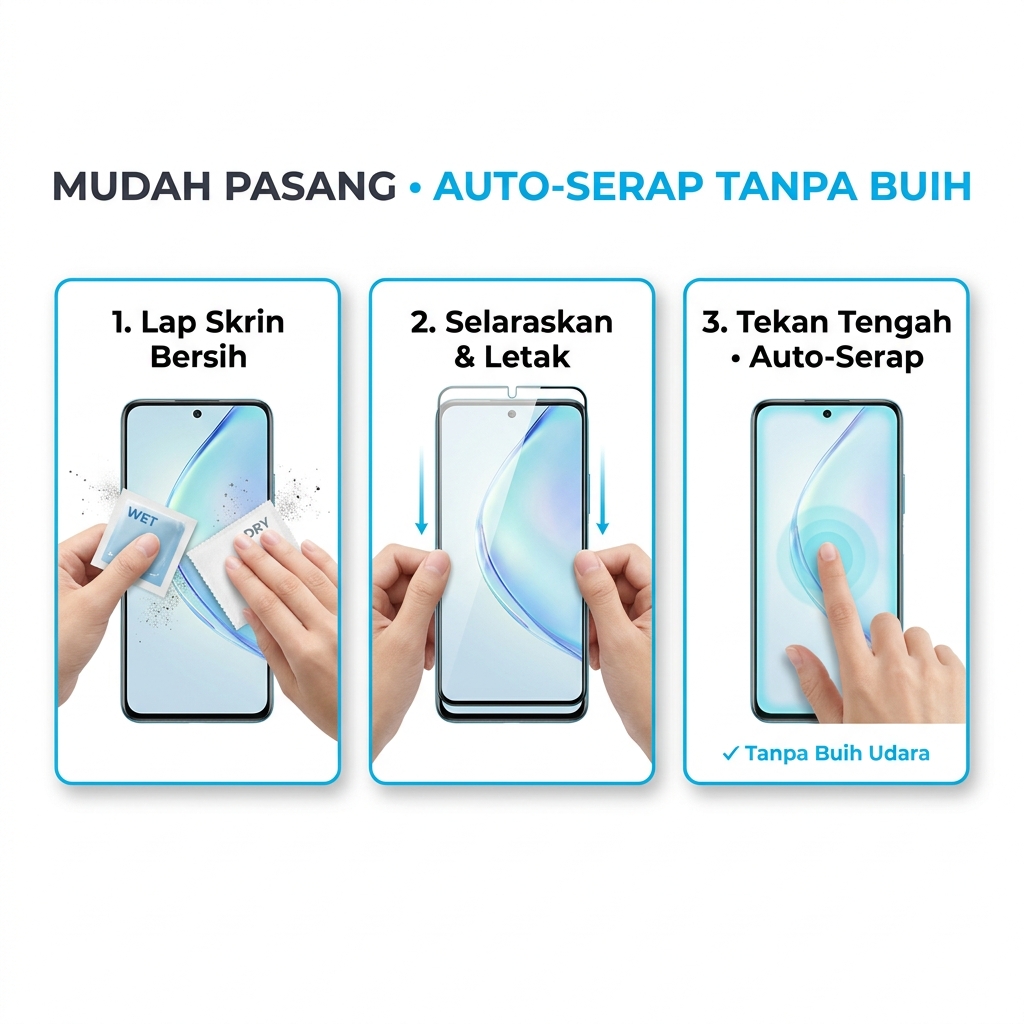 MUDAH PASANG • AUTO-SERAP TANPA BUIH
1. Lap Skrin
Bersih
WET
DRY
2. Selaraskan
& Letak
3. Tekan Tengah
• Auto-Serap
✓ Tanpa Buih Udara